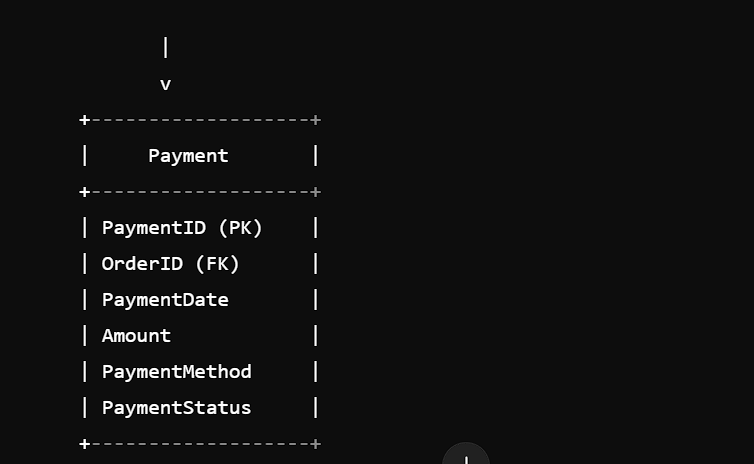 |
v
+-------------------+
|     Payment       |
+-------------------+
| PaymentID (PK)    |
| OrderID (FK)      |
| PaymentDate       |
| Amount            |
| PaymentMethod     |
| PaymentStatus     |
+-------------------+